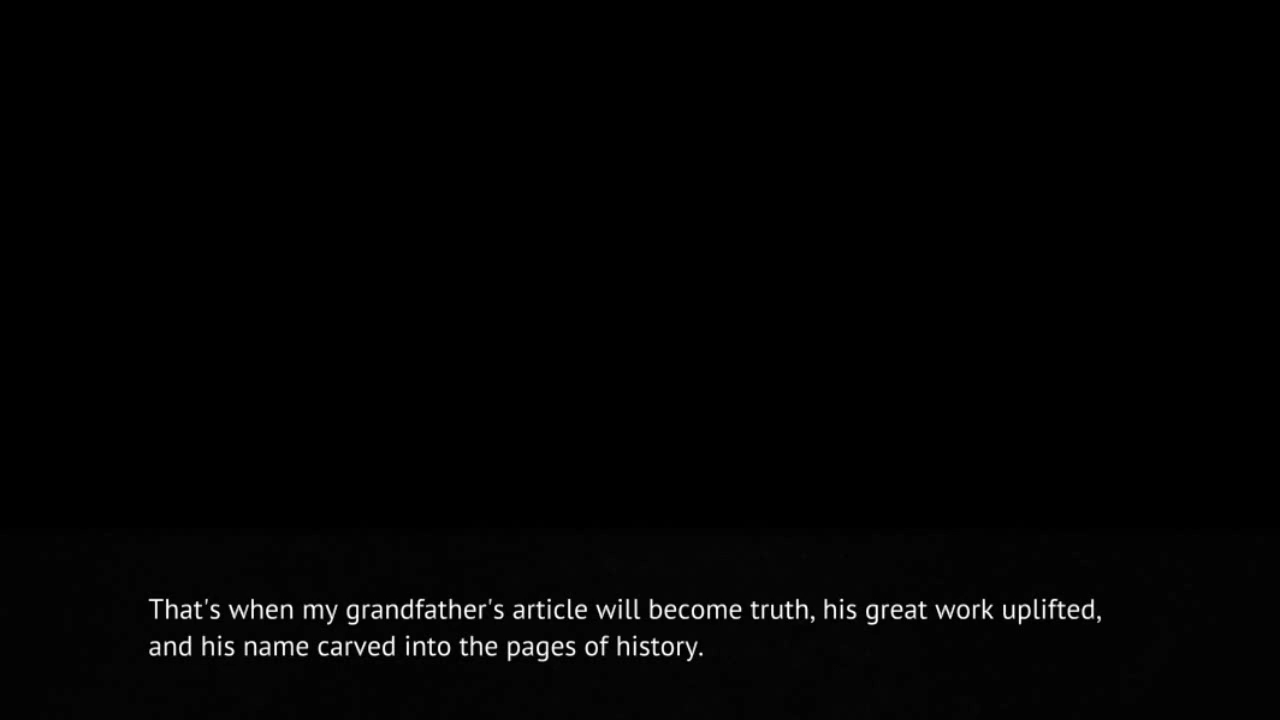 That's when my grandfather's article will become truth, his great work uplifted,
and his name carved into the pages of history.